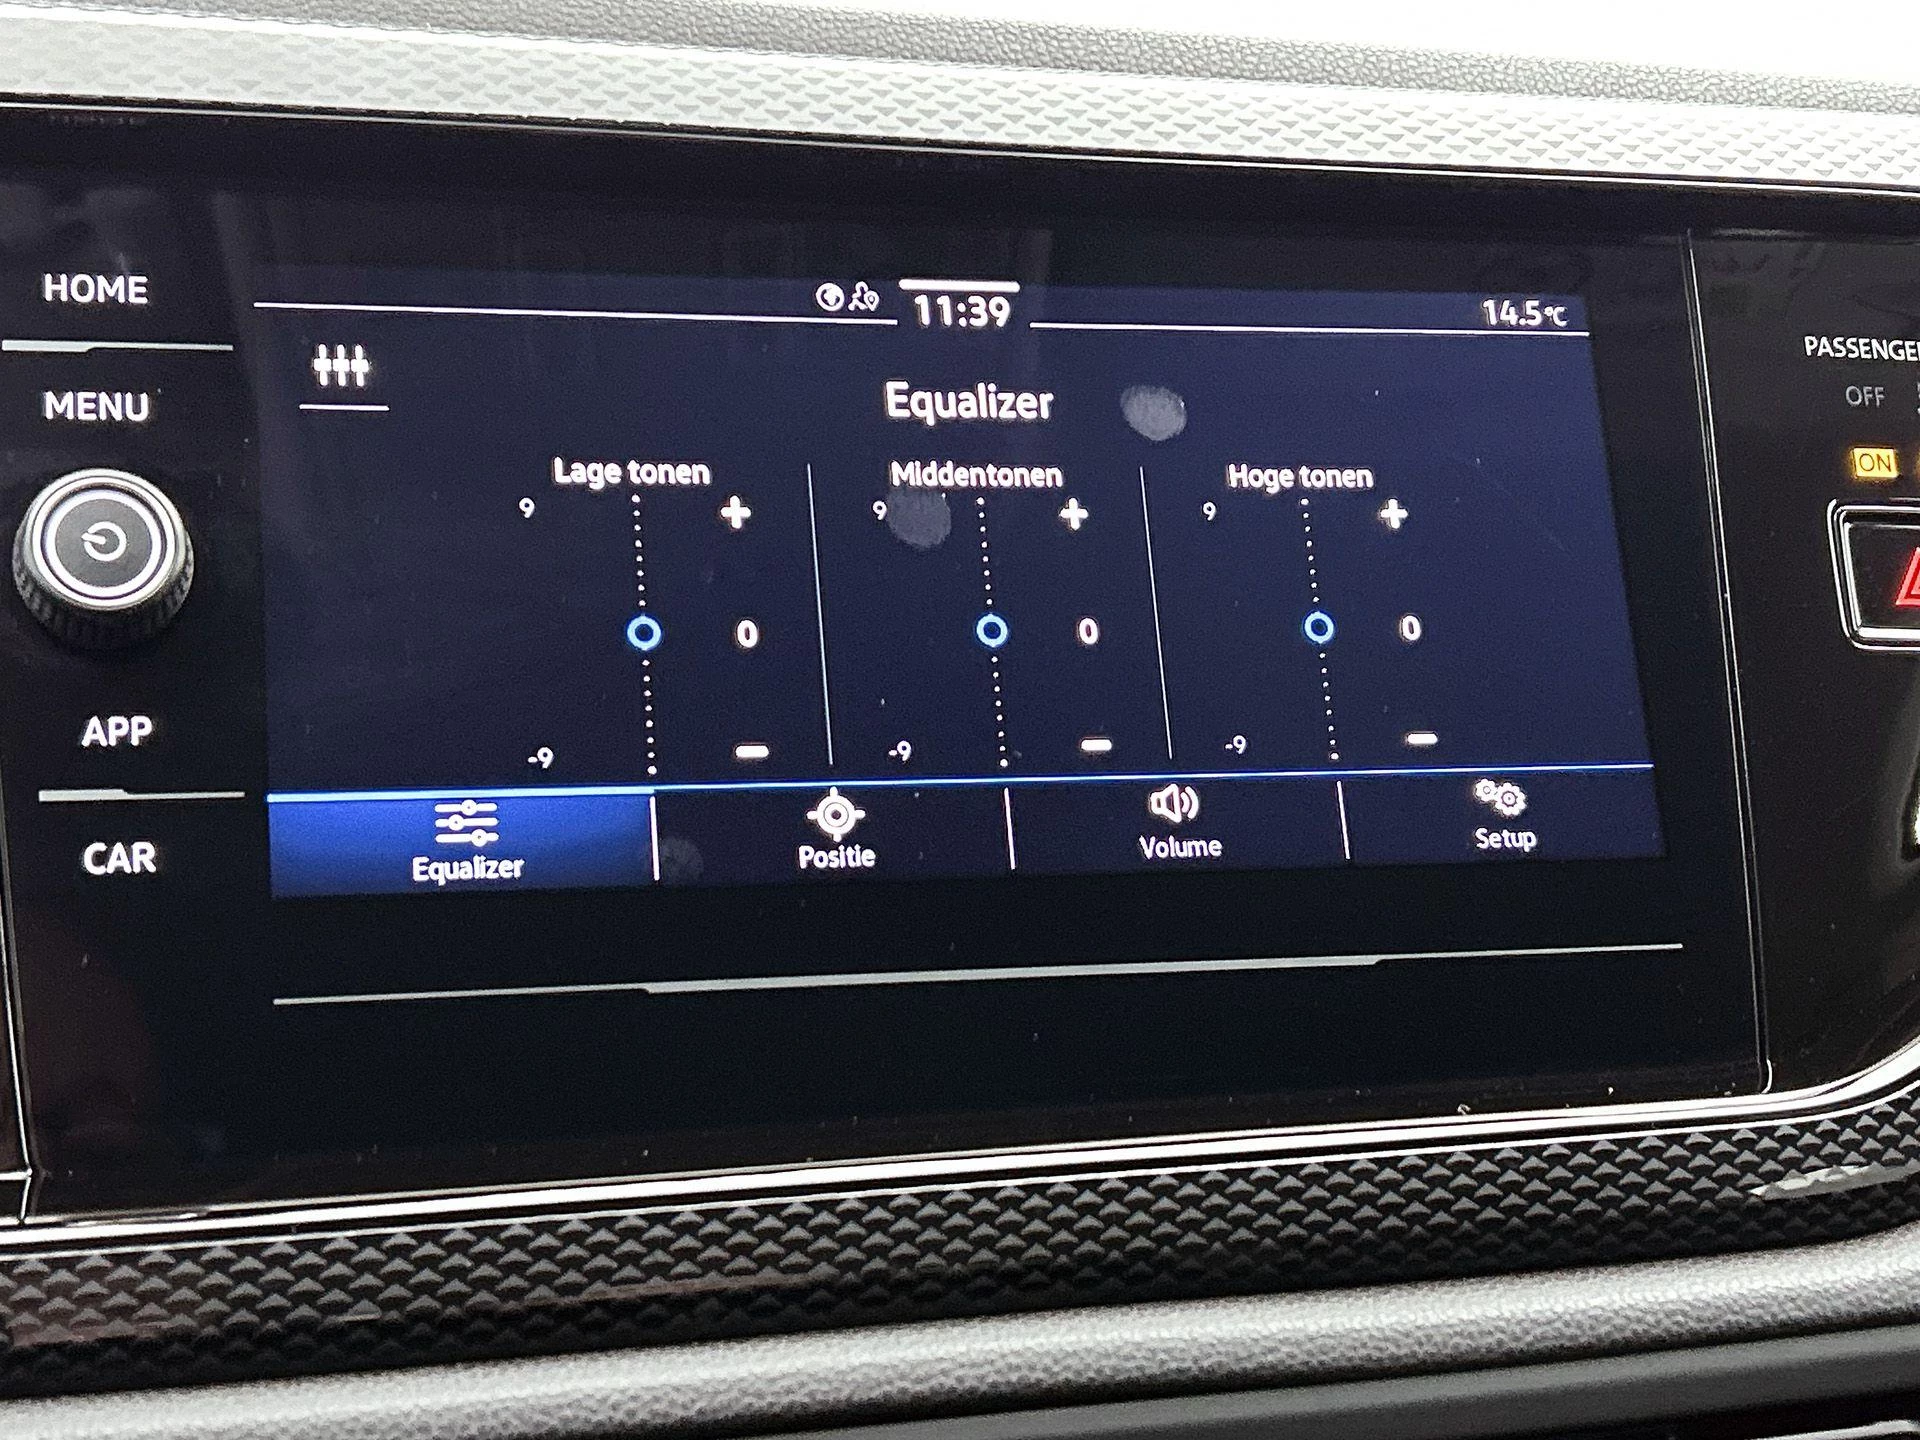 HOME
MENU
APP
CAR
11:39
14.5°C
Equalizer
Lage tonen
9
0
-9
Middentonen
9
0
-9
Hoge tonen
9
0
-9
Equalizer
Positie
Volume
Setup
OFF
ON